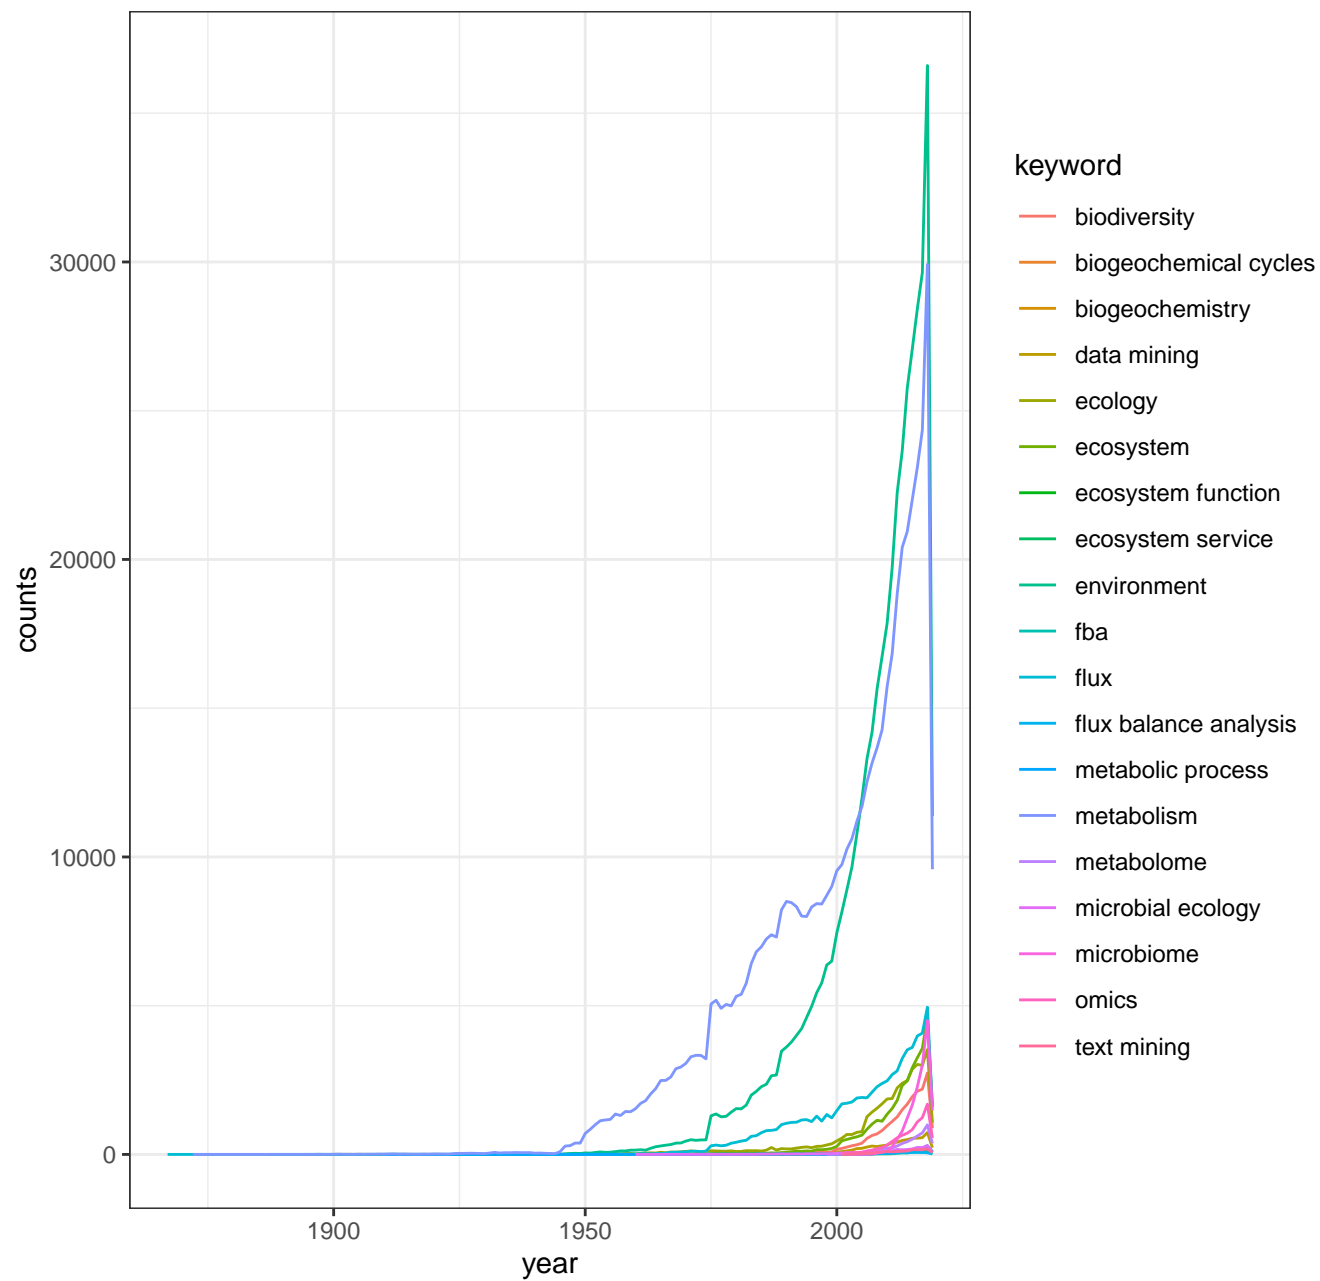 30000
20000
10000
0
counts
1900
1950
2000
year
keyword
biodiversity
biogeochemical cycles
biogeochemistry
data mining
ecology
ecosystem
ecosystem function
ecosystem service
environment
fba
flux
flux balance analysis
metabolic process
metabolism
metabolome
microbial ecology
microbiome
omics
text mining